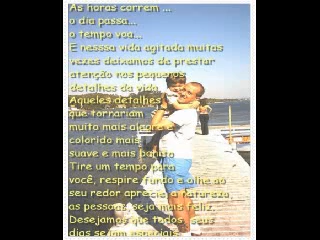 As horas correm ...
o dia passa...
o tempo voa...
E nesssa vida agitada muitas
vezes deixamos de prestar
atenção nos pequenos
detalhes da vida.
Aqueles detalhes
que tornariam
muito mais alegre e
colorido mais
suave e mais bonita
Tire um tempo para
você, respire fundo e olhe ao
seu redor aprecie a natureza,
as pessoas, seja mais feliz,
Desejamos que todos seus
dias sejam especiais